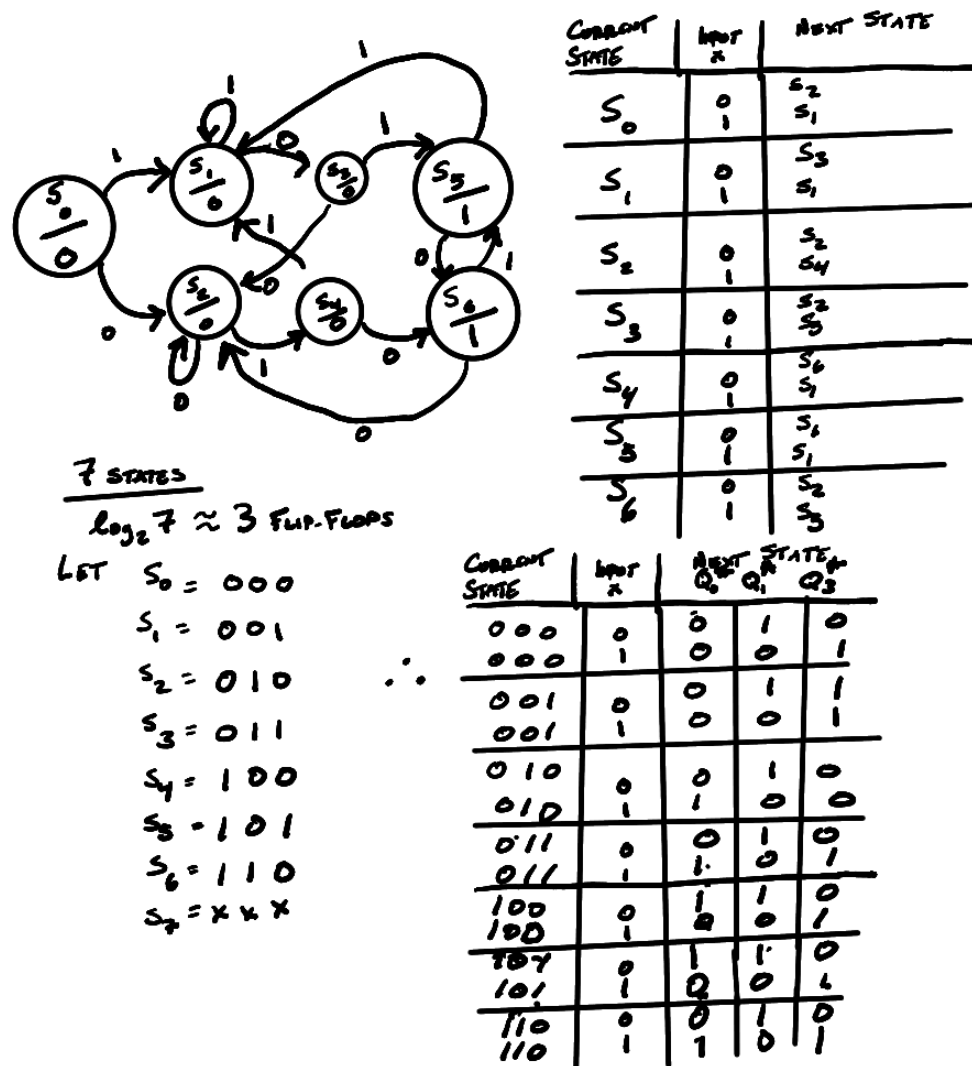 1
1
1
0
1
S0/0
S1/0
S3/0
S5/1
1
0
0
1
0
S2/0
S4/0
S6/1
1
0
0
0
CURRENT STATE | INPUT x | NEXT STATE
S0 | 0 | S2
1 | S1
S1 | 0 | S3
1 | S1
S2 | 0 | S2
1 | S4
S3 | 0 | S2
1 | S5
S4 | 0 | S6
1 | S1
S5 | 0 | S6
1 | S1
S6 | 0 | S2
1 | S5
7 STATES
log2 7 ≈ 3 FLIP-FLOPS
LET S0 = 000
S1 = 001
S2 = 010
S3 = 011
S4 = 100
S5 = 101
S6 = 110
S7 = x x x
∴
CURRENT STATE | INPUT x | NEXT STATE
Q0* Q1* Q3*
000 | 0 | 0 | 1 | 0
000 | 1 | 0 | 0 | 1
001 | 0 | 0 | 1 | 1
001 | 1 | 0 | 0 | 1
010 | 0 | 0 | 1 | 0
010 | 1 | 1 | 0 | 0
011 | 0 | 0 | 1 | 0
011 | 1 | 1 | 0 | 1
100 | 0 | 1 | 1 | 0
100 | 1 | 0 | 0 | 1
101 | 0 | 1 | 1 | 0
101 | 1 | 0 | 0 | 1
110 | 0 | 0 | 1 | 0
110 | 1 | 1 | 0 | 1